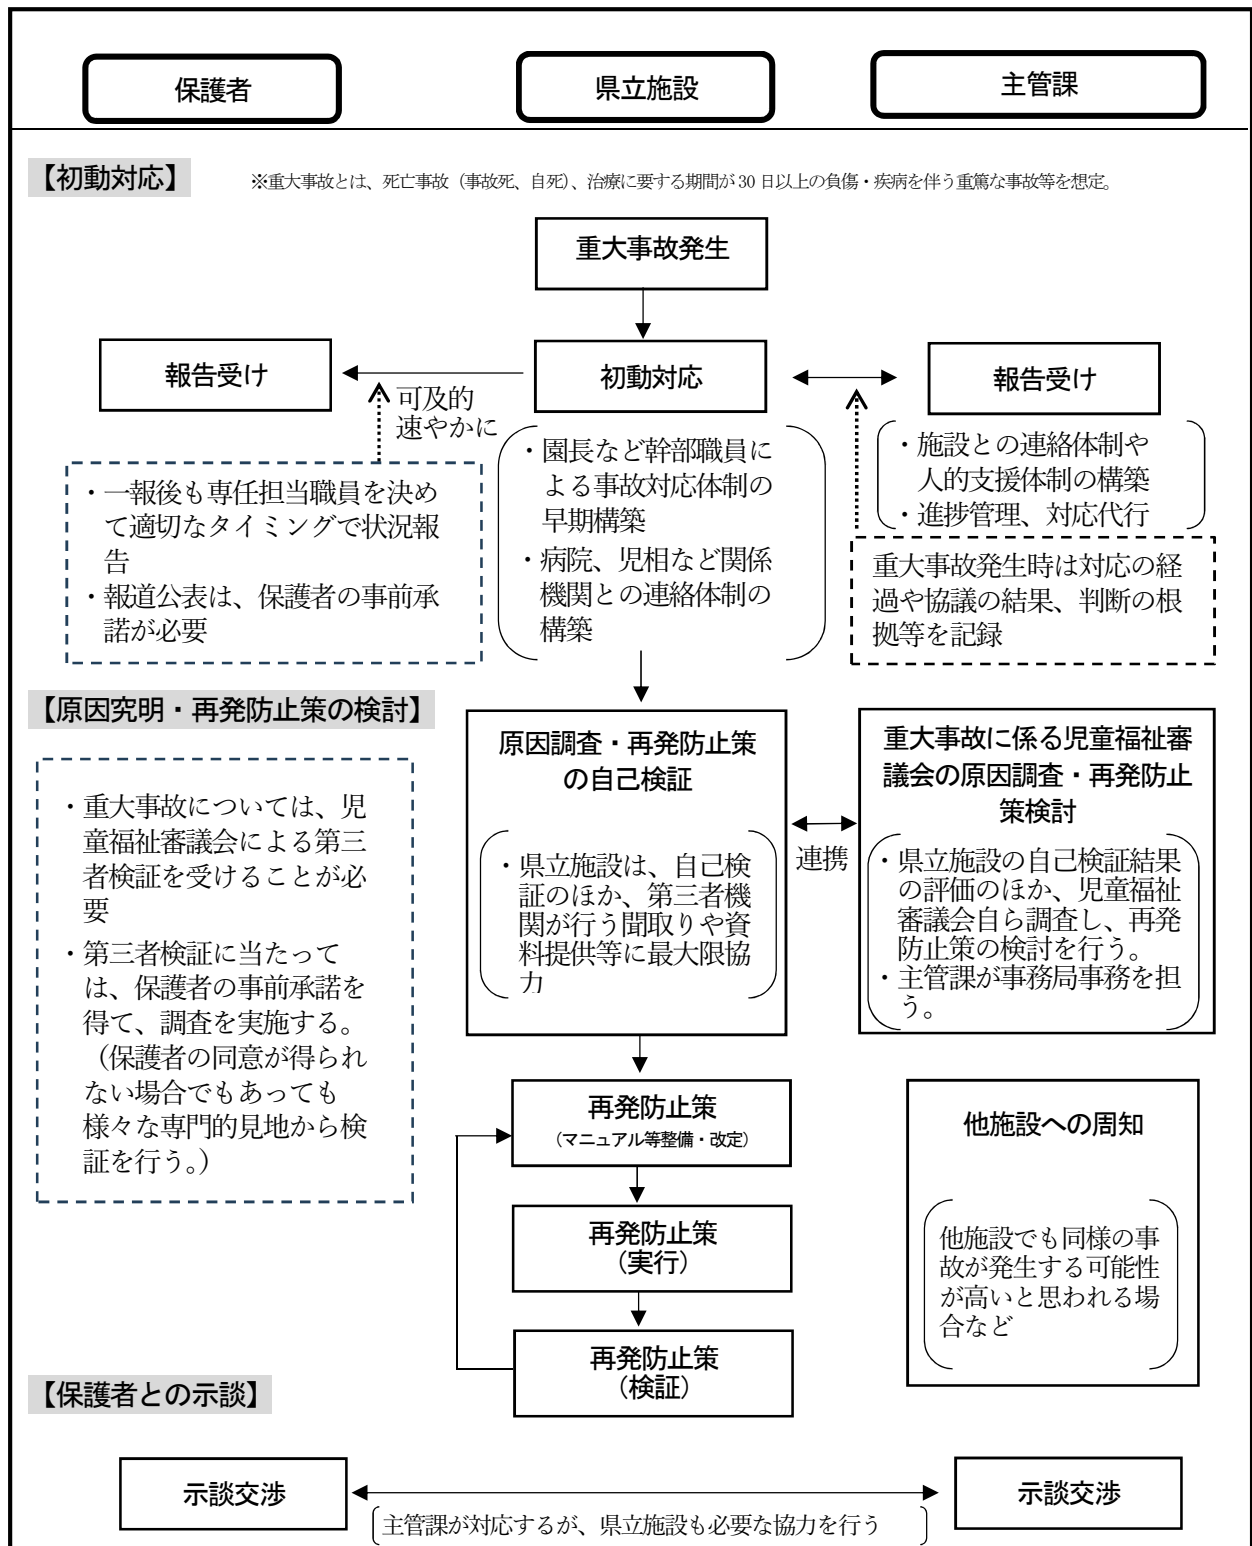 保護者
県立施設
主管課
【初動対応】
※重大事故とは、死亡事故（事故死、自死）、治療に要する期間が30日以上の負傷・疾病を伴う重篤な事故等を想定。
重大事故発生
報告受け
初動対応
報告受け
可及的
速やかに
・一報後も専任担当職員を決め
て適切なタイミングで状況報
告
・報道公表は、保護者の事前承
諾が必要
・園長など幹部職員に
よる事故対応体制の
早期構築
・病院、児相など関係
機関との連絡体制の
構築
・施設との連絡体制や
人的支援体制の構築
・進捗管理、対応代行
重大事故発生時は対応の経
過や協議の結果、判断の根
拠等を記録
【原因究明・再発防止策の検討】
・重大事故については、児
童福祉審議会による第三
者検証を受けることが必
要
・第三者検証に当たって
は、保護者の事前承諾を
得て、調査を実施する。
（保護者の同意が得られ
ない場合でもあっても
様々な専門的見地から検
証を行う。）
原因調査・再発防止策
の自己検証
・県立施設は、自己検
証のほか、第三者機
関が行う聞取りや資
料提供等に最大限協
力
連携
重大事故に係る児童福祉審
議会の原因調査・再発防止
策検討
・県立施設の自己検証結果
の評価のほか、児童福祉
審議会自ら調査し、再発
防止策の検討を行う。
・主管課が事務局事務を担
う。
再発防止策
（マニュアル等整備・改定）
再発防止策
（実行）
再発防止策
（検証）
他施設への周知
他施設でも同様の事
故が発生する可能性
が高いと思われる場
合など
【保護者との示談】
示談交渉
示談交渉
主管課が対応するが、県立施設も必要な協力を行う